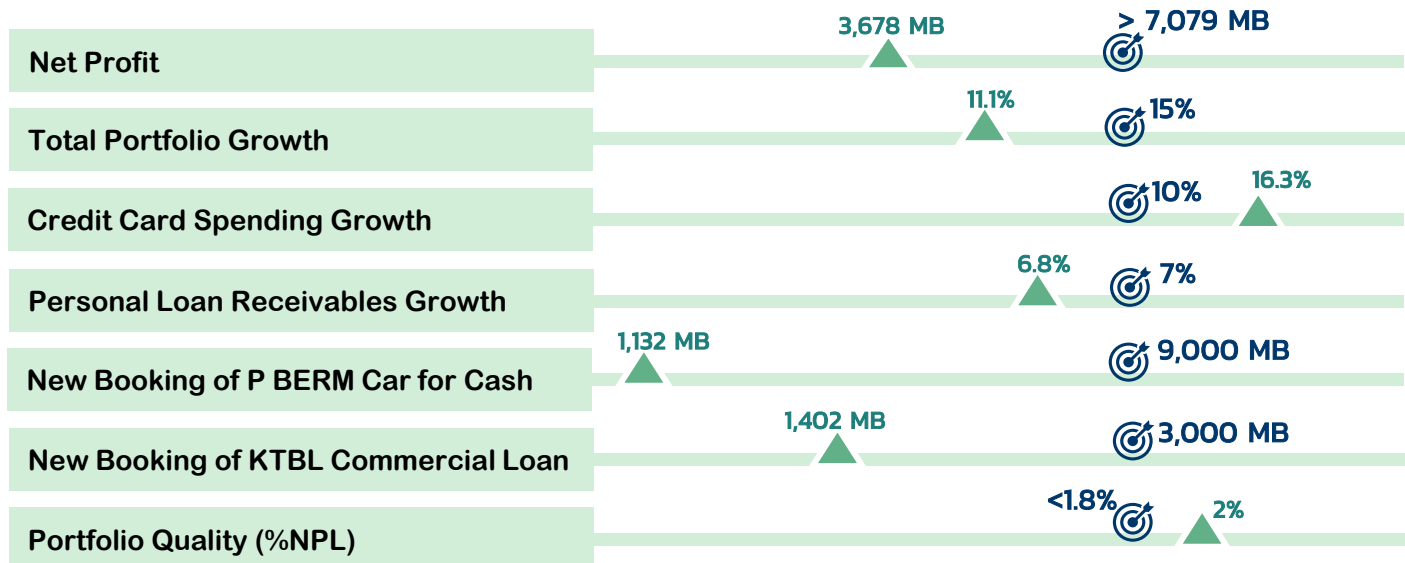 Net Profit
3,678 MB
> 7,079 MB
Total Portfolio Growth
11.1%
15%
Credit Card Spending Growth
10%
16.3%
Personal Loan Receivables Growth
6.8%
7%
New Booking of P BERM Car for Cash
1,132 MB
9,000 MB
New Booking of KTBL Commercial Loan
1,402 MB
3,000 MB
Portfolio Quality (%NPL)
<1.8%
2%